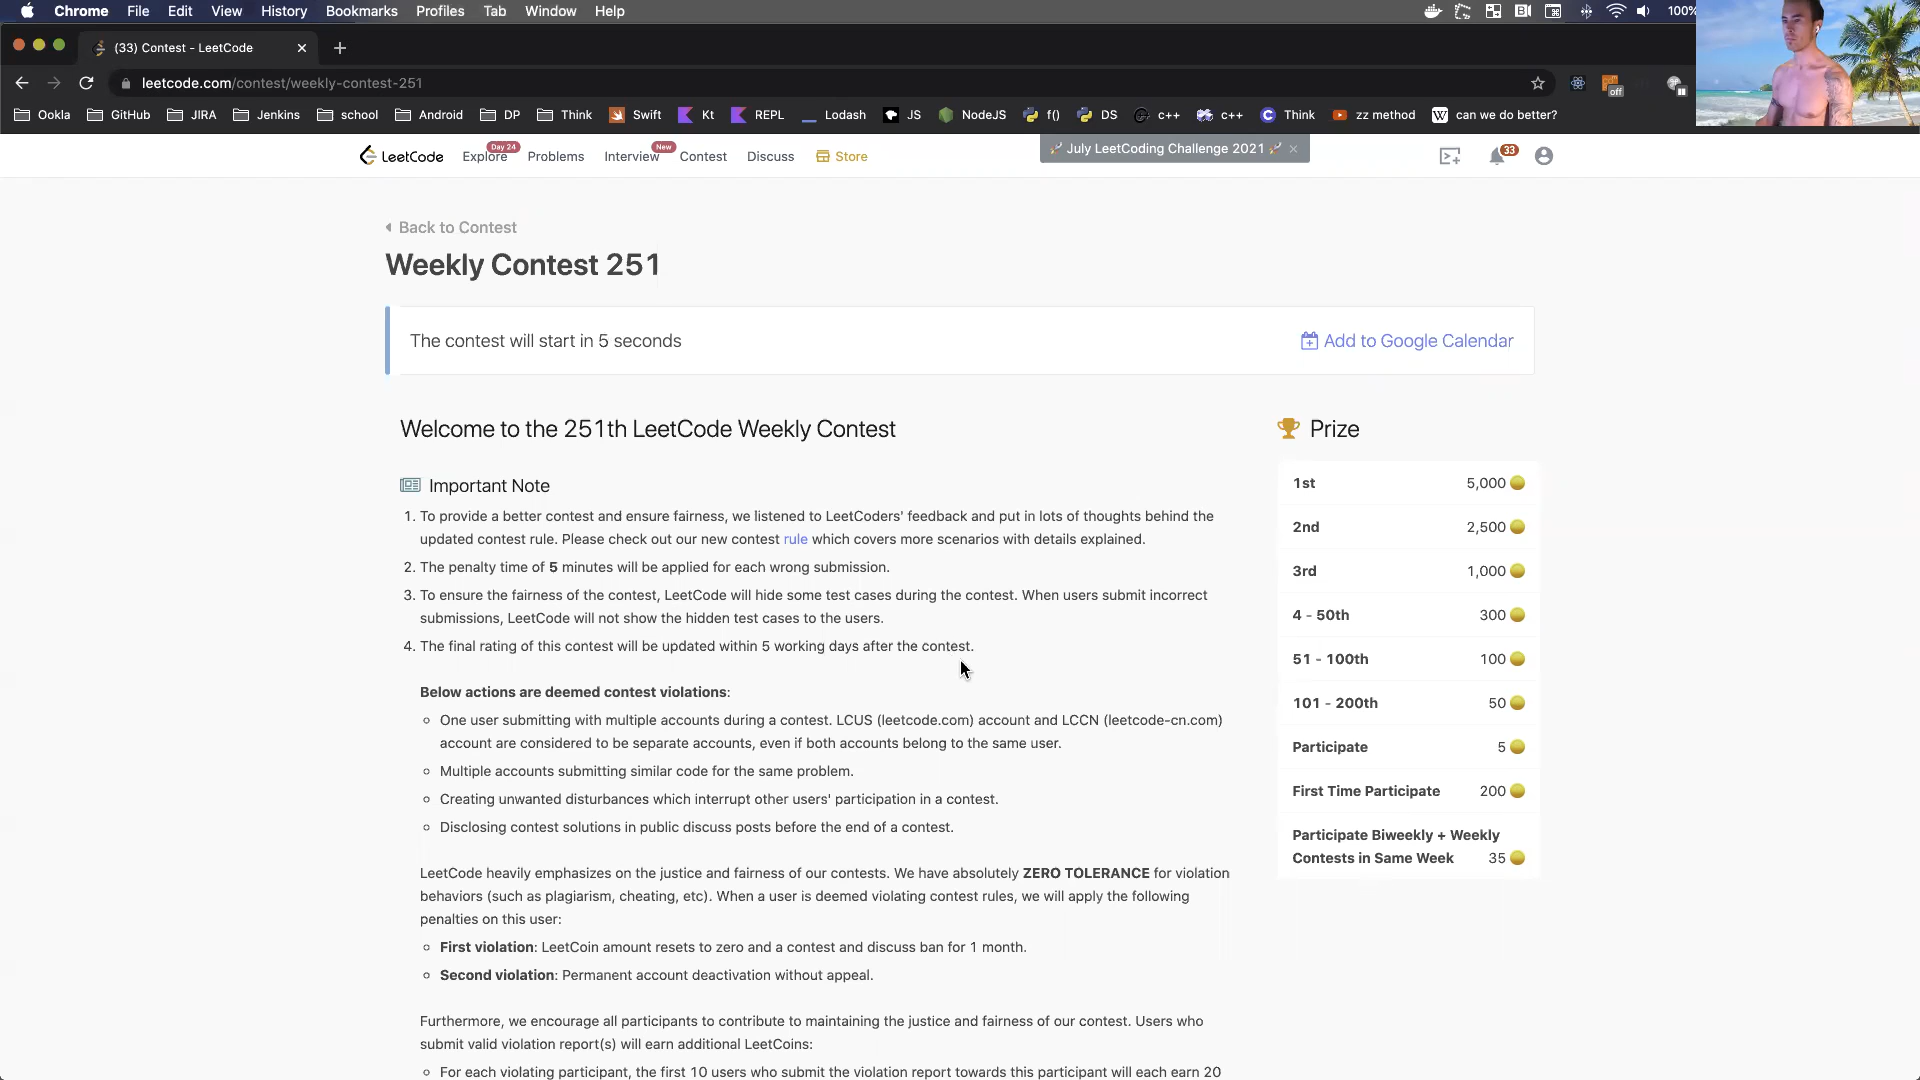 Chrome File Edit View History Bookmarks Profiles Tab Window Help 100%
(33) Contest - LeetCode
leetcode.com/contest/weekly-contest-251
off
Ookla GitHub JIRA Jenkins school Android DP Think Swift Kt REPL Lodash JS NodeJS f() DS c++ c++ Think zz method W can we do better?
LeetCode Explore Day 24 Problems Interview New Contest Discuss Store
July LeetCoding Challenge 2021
33
Back to Contest
Weekly Contest 251
The contest will start in 5 seconds
Add to Google Calendar
Welcome to the 251th LeetCode Weekly Contest
Important Note
1. To provide a better contest and ensure fairness, we listened to LeetCoders' feedback and put in lots of thoughts behind the
updated contest rule. Please check out our new contest rule which covers more scenarios with details explained.
2. The penalty time of 5 minutes will be applied for each wrong submission.
3. To ensure the fairness of the contest, LeetCode will hide some test cases during the contest. When users submit incorrect
submissions, LeetCode will not show the hidden test cases to the users.
4. The final rating of this contest will be updated within 5 working days after the contest.
Below actions are deemed contest violations:
One user submitting with multiple accounts during a contest. LCUS (leetcode.com) account and LCCN (leetcode-cn.com)
account are considered to be separate accounts, even if both accounts belong to the same user.
Multiple accounts submitting similar code for the same problem.
Creating unwanted disturbances which interrupt other users' participation in a contest.
Disclosing contest solutions in public discuss posts before the end of a contest.
LeetCode heavily emphasizes on the justice and fairness of our contests. We have absolutely ZERO TOLERANCE for violation
behaviors (such as plagiarism, cheating, etc). When a user is deemed violating contest rules, we will apply the following
penalties on this user:
First violation: LeetCoin amount resets to zero and a contest and discuss ban for 1 month.
Second violation: Permanent account deactivation without appeal.
Furthermore, we encourage all participants to contribute to maintaining the justice and fairness of our contest. Users who
submit valid violation report(s) will earn additional LeetCoins:
For each violating participant, the first 10 users who submit the violation report towards this participant will each earn 20
Prize
1st 5,000
2nd 2,500
3rd 1,000
4 - 50th 300
51 - 100th 100
101 - 200th 50
Participate 5
First Time Participate 200
Participate Biweekly + Weekly
Contests in Same Week 35